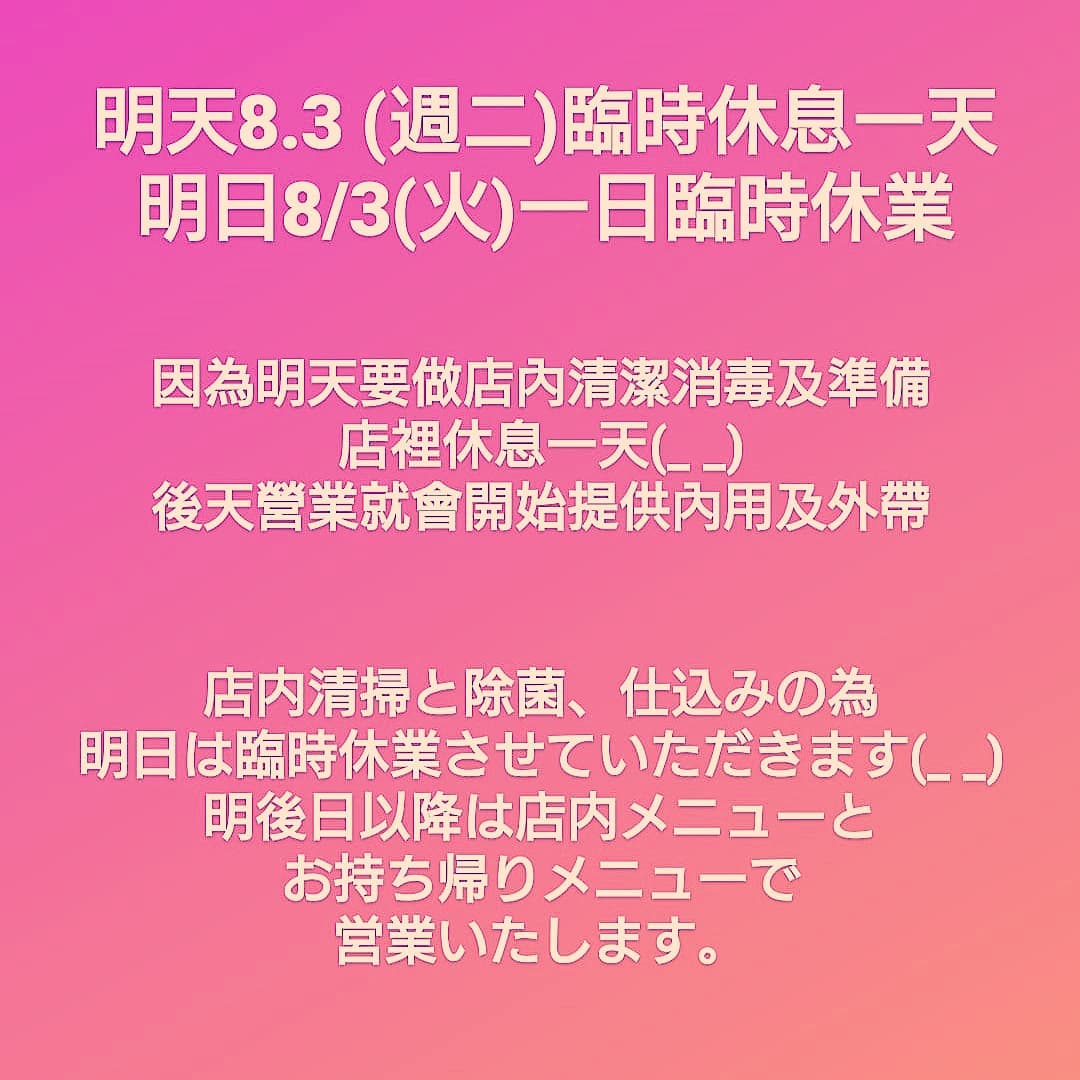 明天8.3 (週二)臨時休息一天
明日8/3(火)一日臨時休業
因為明天要做店內清潔消毒及準備
店裡休息一天(_ _)
後天營業就會開始提供內用及外帶
店内清掃と除菌、仕込みの為
明日は臨時休業させていただきます(_ _)
明後日以降は店内メニューと
お持ち帰りメニューで
営業いたします。